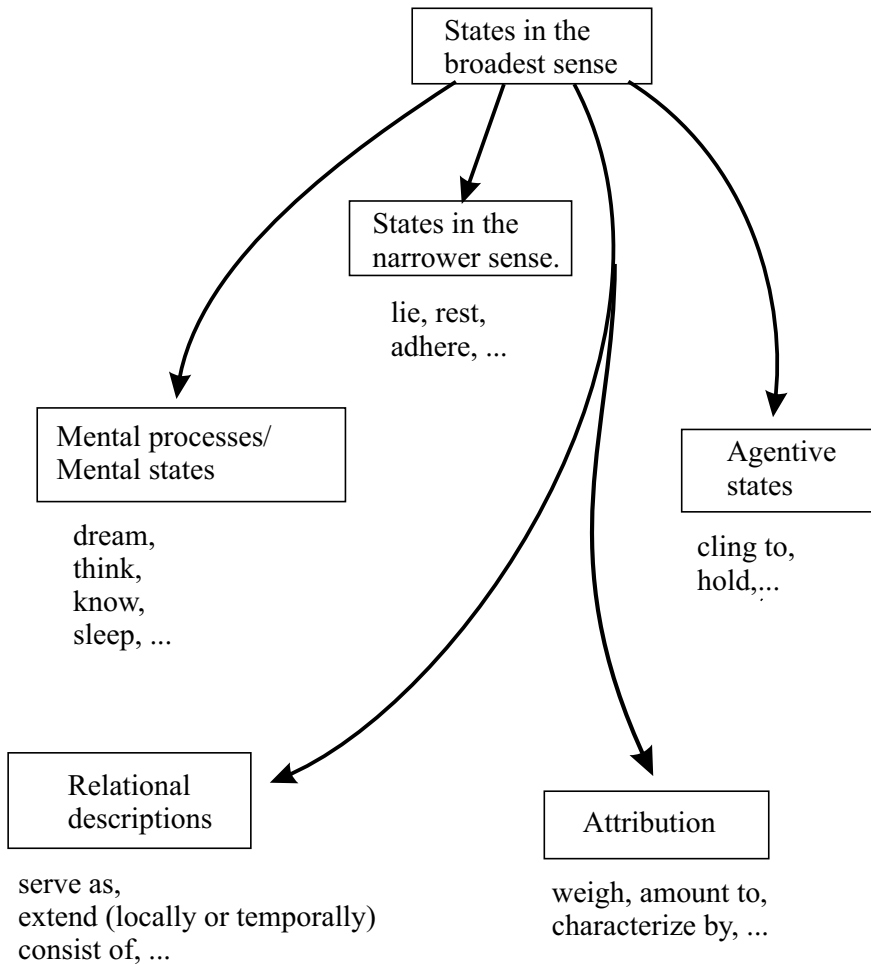 States in the
broadest sense
States in the
narrower sense.
lie, rest,
adhere, ...
Mental processes/
Mental states
dream,
think,
know,
sleep, ...
Agentive
states
cling to,
hold,...
Relational
descriptions
serve as,
extend (locally or temporally)
consist of, ...
Attribution
weigh, amount to,
characterize by, ...